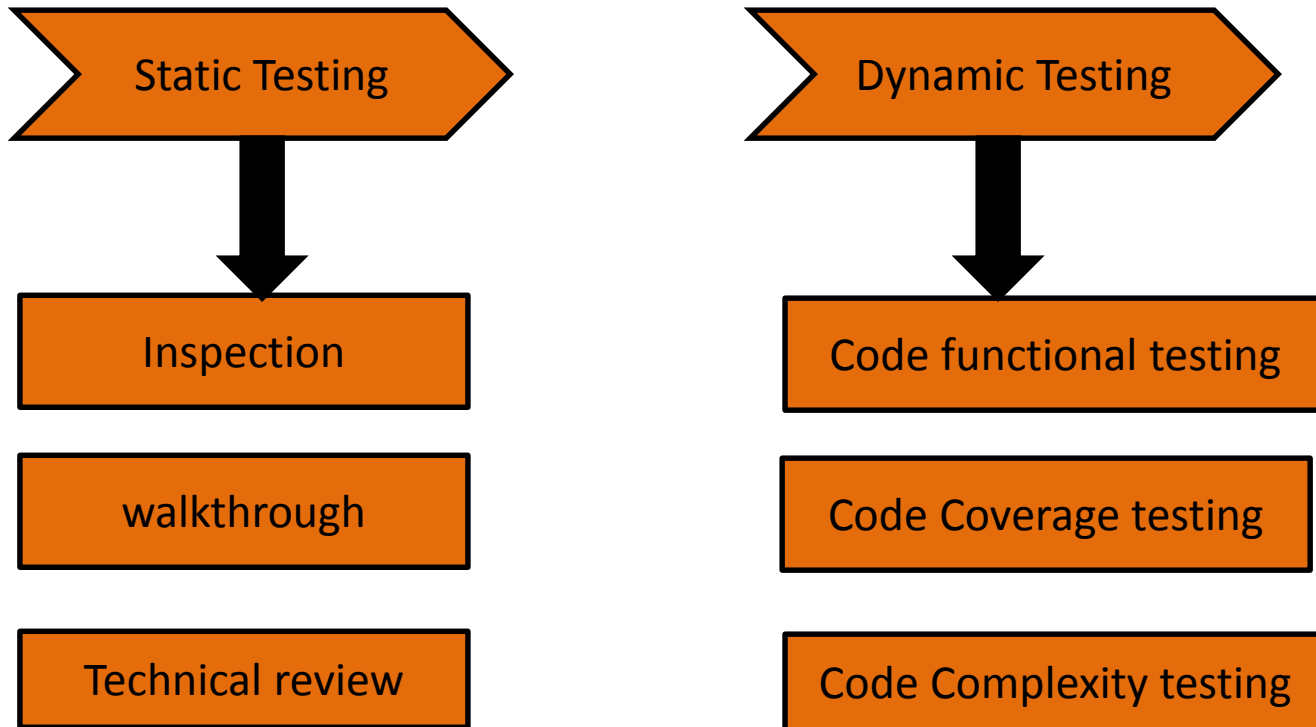 Static Testing
Dynamic Testing
Inspection
Code functional testing
walkthrough
Code Coverage testing
Technical review
Code Complexity testing